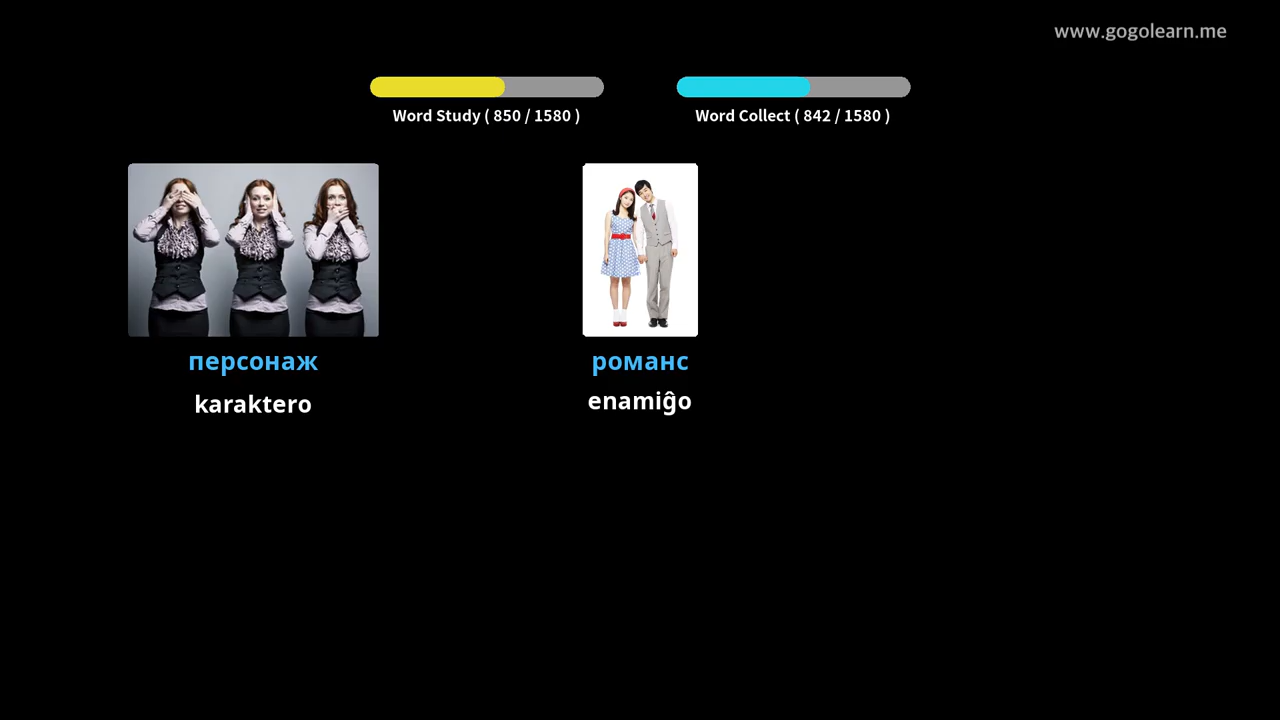 www.gogolearn.me
Word Study ( 850 / 1580 )
Word Collect ( 842 / 1580 )
персонаж
karaktero
романс
enamiĝo